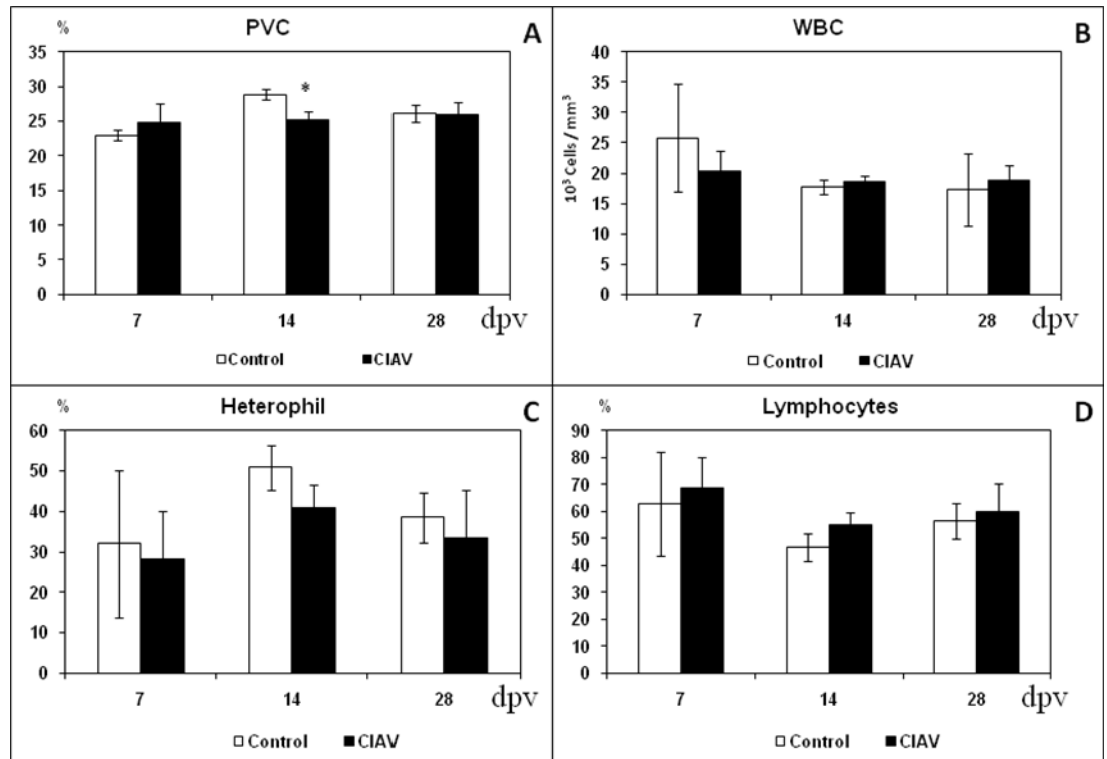 % PVC A
35
30
25
20
15
10
5
0
*
7 14 28 dpv
□Control ■CIAV
WBC B
10³ Cells / mm³
40
35
30
25
20
15
10
5
0
7 14 28 dpv
□Control ■CIAV
% Heterophil C
60
50
40
30
20
10
0
7 14 28 dpv
□Control ■CIAV
% Lymphocytes D
90
80
70
60
50
40
30
20
10
0
7 14 28 dpv
□Control ■CIAV